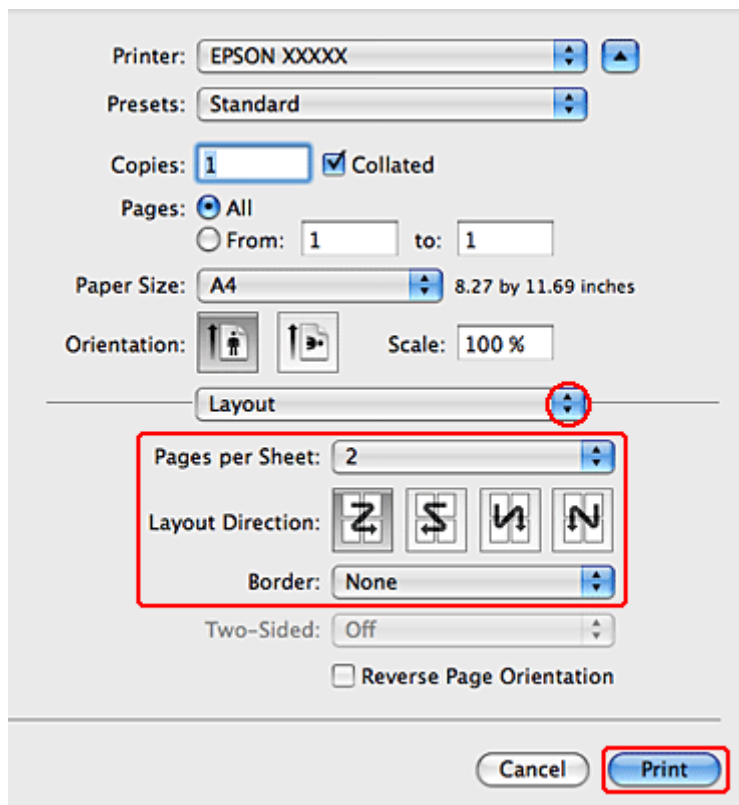 Printer: EPSON XXXXX
Presets: Standard
Copies: 1 Collated
Pages: All
From: 1 to: 1
Paper Size: A4 8.27 by 11.69 inches
Orientation: Scale: 100 %
Layout
Pages per Sheet: 2
Layout Direction:
Border: None
Two-Sided: Off
Reverse Page Orientation
Cancel Print